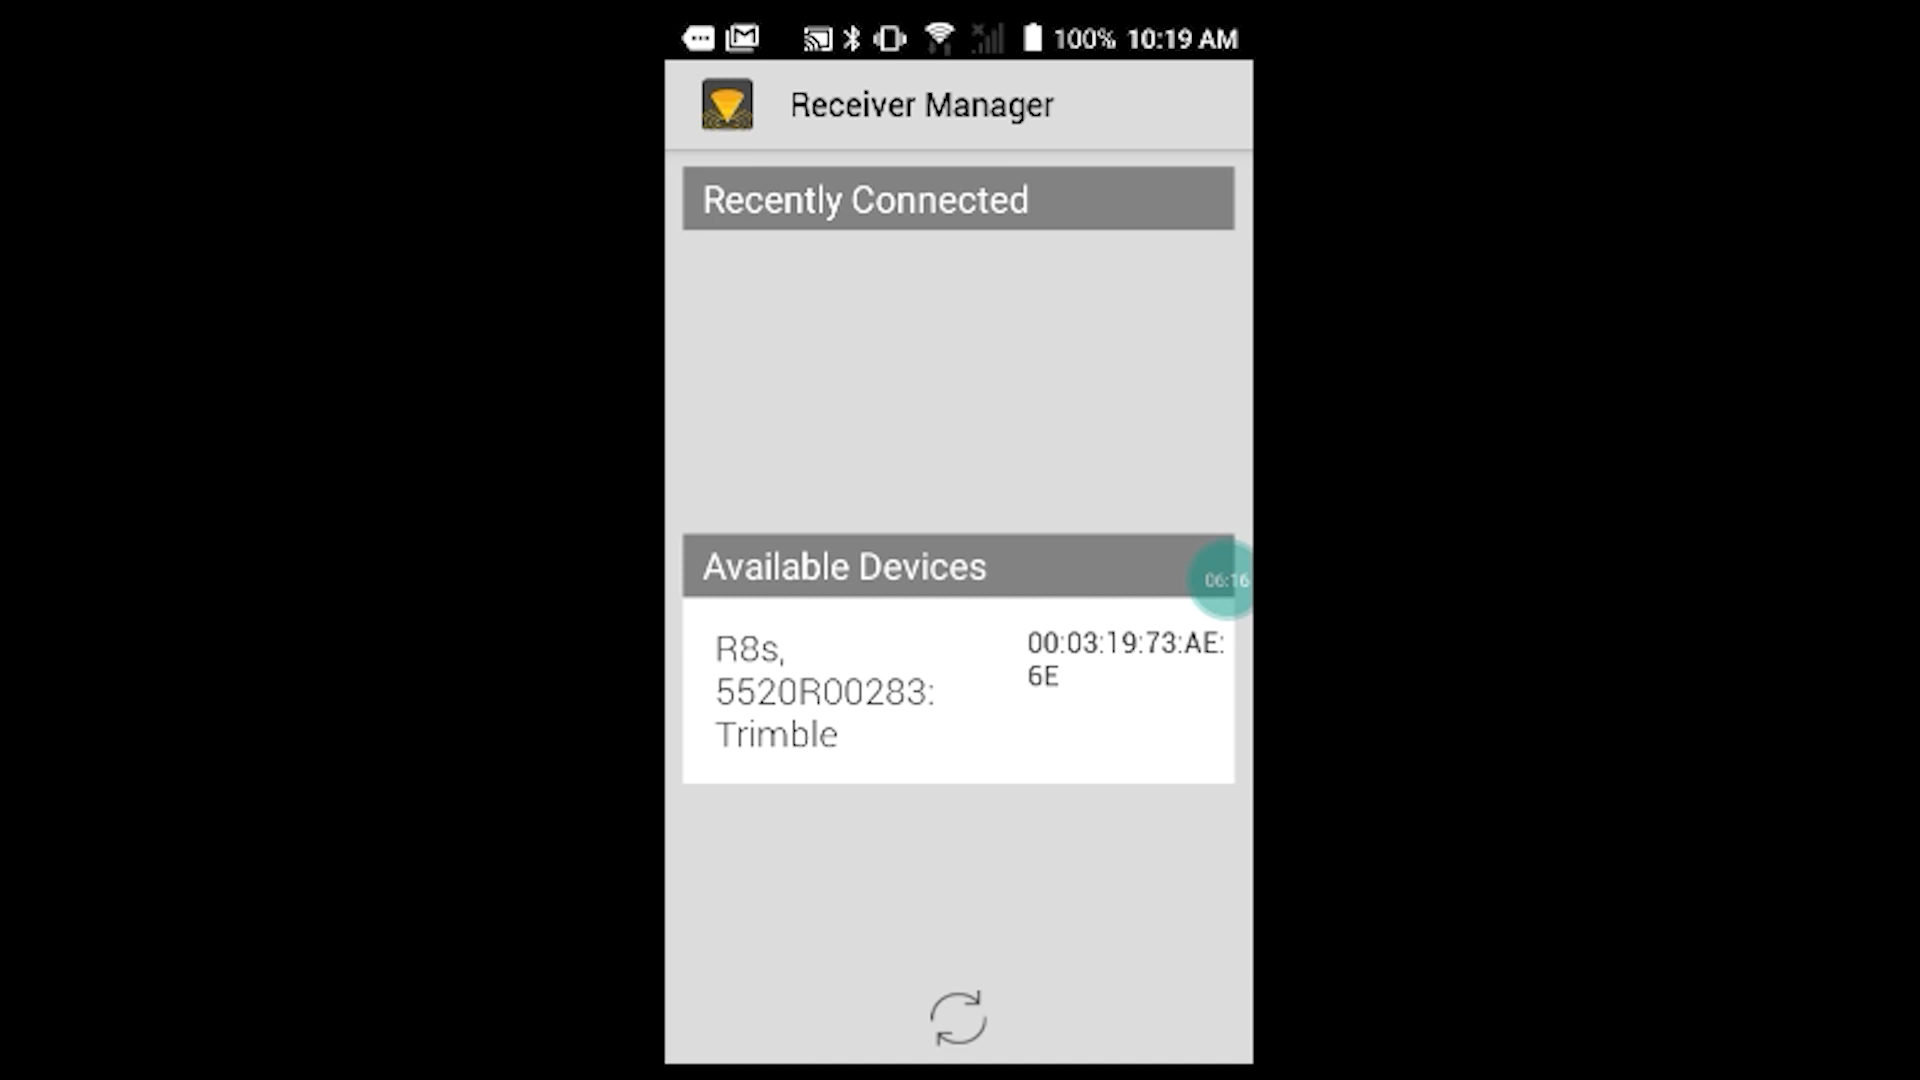 100% 10:19 AM
Receiver Manager
Recently Connected
Available Devices
06:16
R8s,
5520R00283:
Trimble
00:03:19:73:AE:
6E